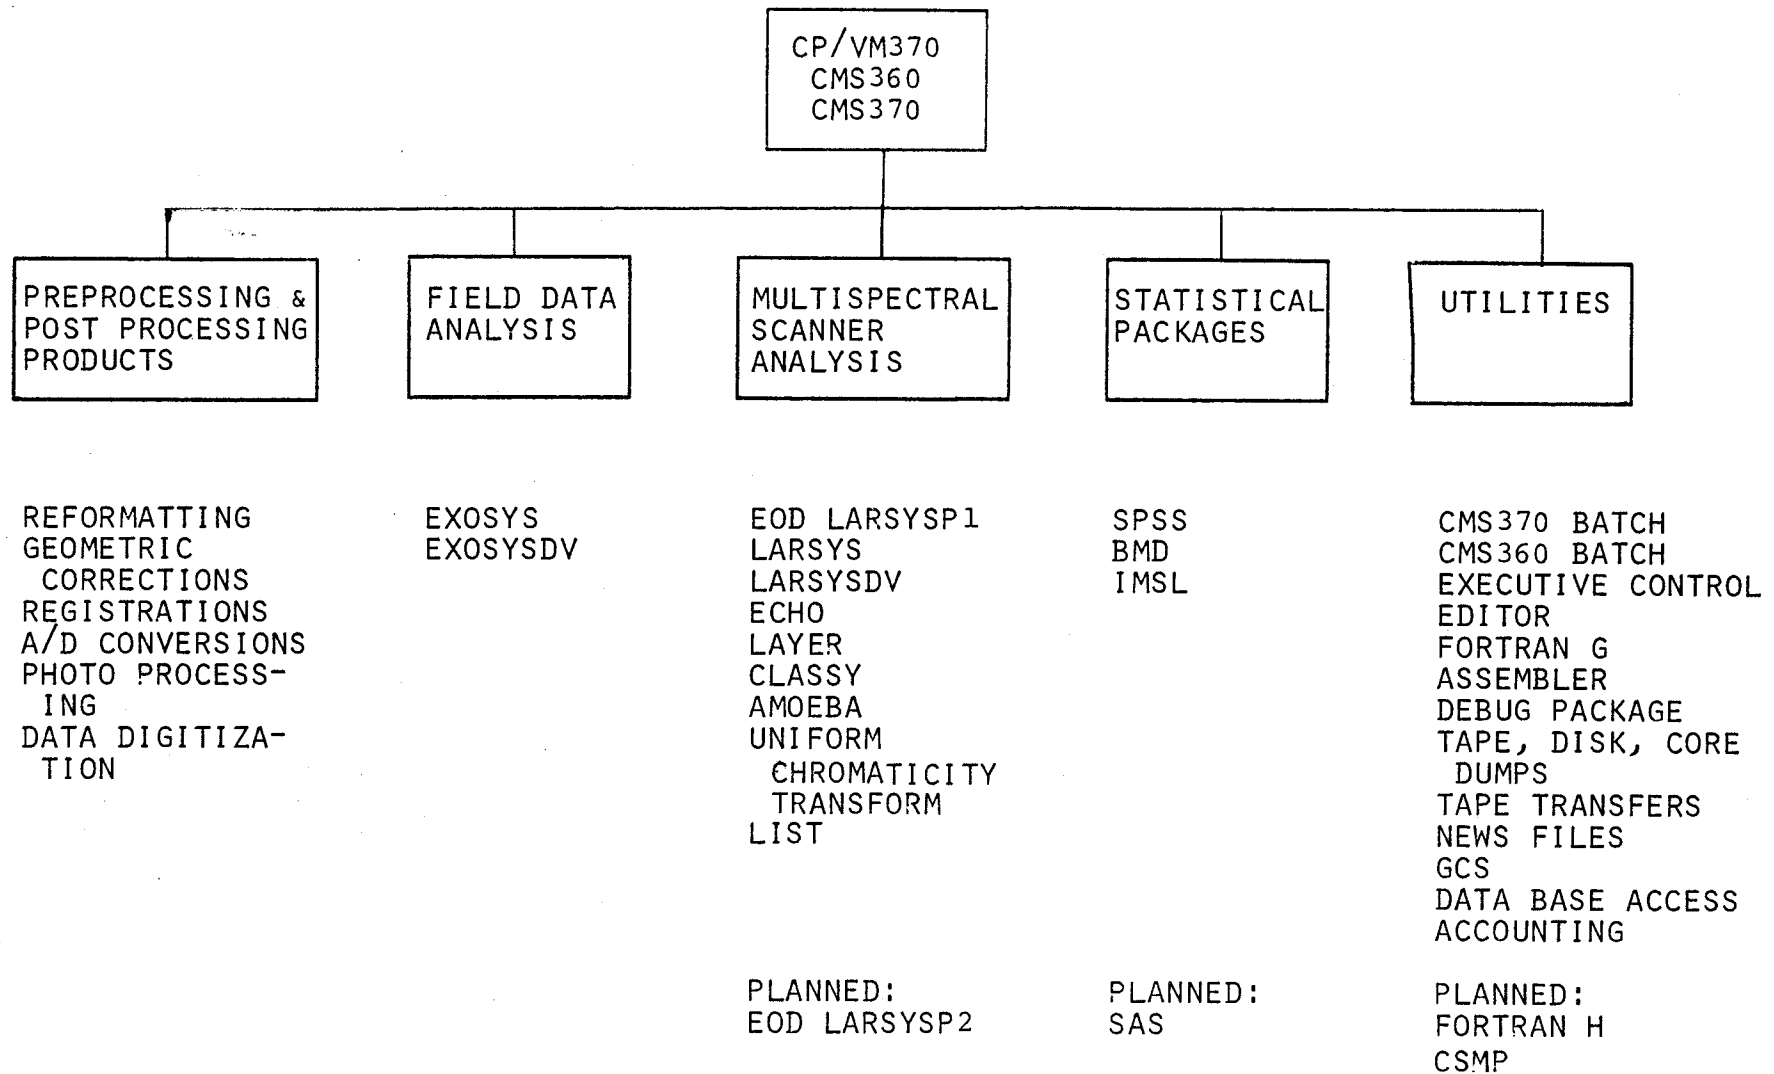 CP/VM370
CMS360
CMS370
PREPROCESSING &
POST PROCESSING
PRODUCTS
FIELD DATA
ANALYSIS
MULTISPECTRAL
SCANNER
ANALYSIS
STATISTICAL
PACKAGES
UTILITIES
REFORMATTING
GEOMETRIC
CORRECTIONS
REGISTRATIONS
A/D CONVERSIONS
PHOTO PROCESS-
ING
DATA DIGITIZA-
TION
EXOSYS
EXOSYSDV
EOD LARSYSP1
LARSYS
LARSYSDV
ECHO
LAYER
CLASSY
AMOEBA
UNIFORM
CHROMATICITY
TRANSFORM
LIST
PLANNED:
EOD LARSYSP2
SPSS
BMD
IMSL
PLANNED:
SAS
CMS370 BATCH
CMS360 BATCH
EXECUTIVE CONTROL
EDITOR
FORTRAN G
ASSEMBLER
DEBUG PACKAGE
TAPE, DISK, CORE
DUMPS
TAPE TRANSFERS
NEWS FILES
GCS
DATA BASE ACCESS
ACCOUNTING
PLANNED:
FORTRAN H
CSMP